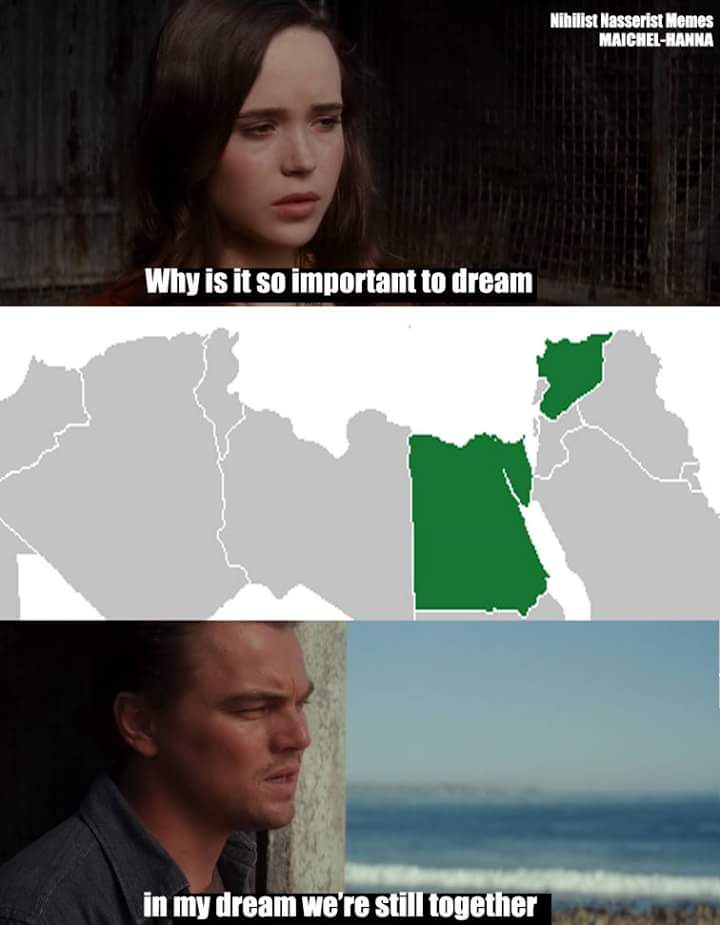 Nihilist Nasserist Memes
MAICHEL-HANNA
Why is it so important to dream
in my dream we're still together